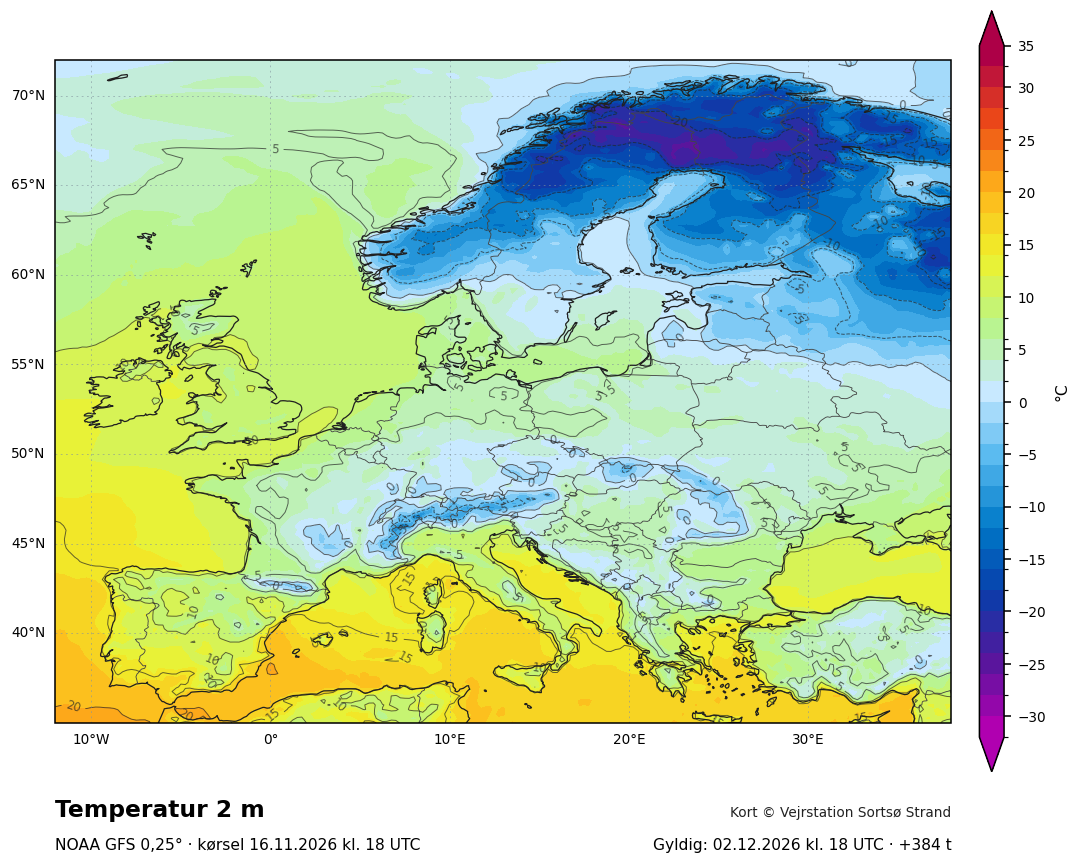 70°N
65°N
60°N
55°N
50°N
45°N
40°N
10°W 0° 10°E 20°E 30°E
35
30
25
20
15
10
5
0
−5
−10
−15
−20
−25
−30
°C
Temperatur 2 m
Kort © Vejrstation Sortsø Strand
NOAA GFS 0,25° · kørsel 16.11.2026 kl. 18 UTC
Gyldig: 02.12.2026 kl. 18 UTC · +384 t